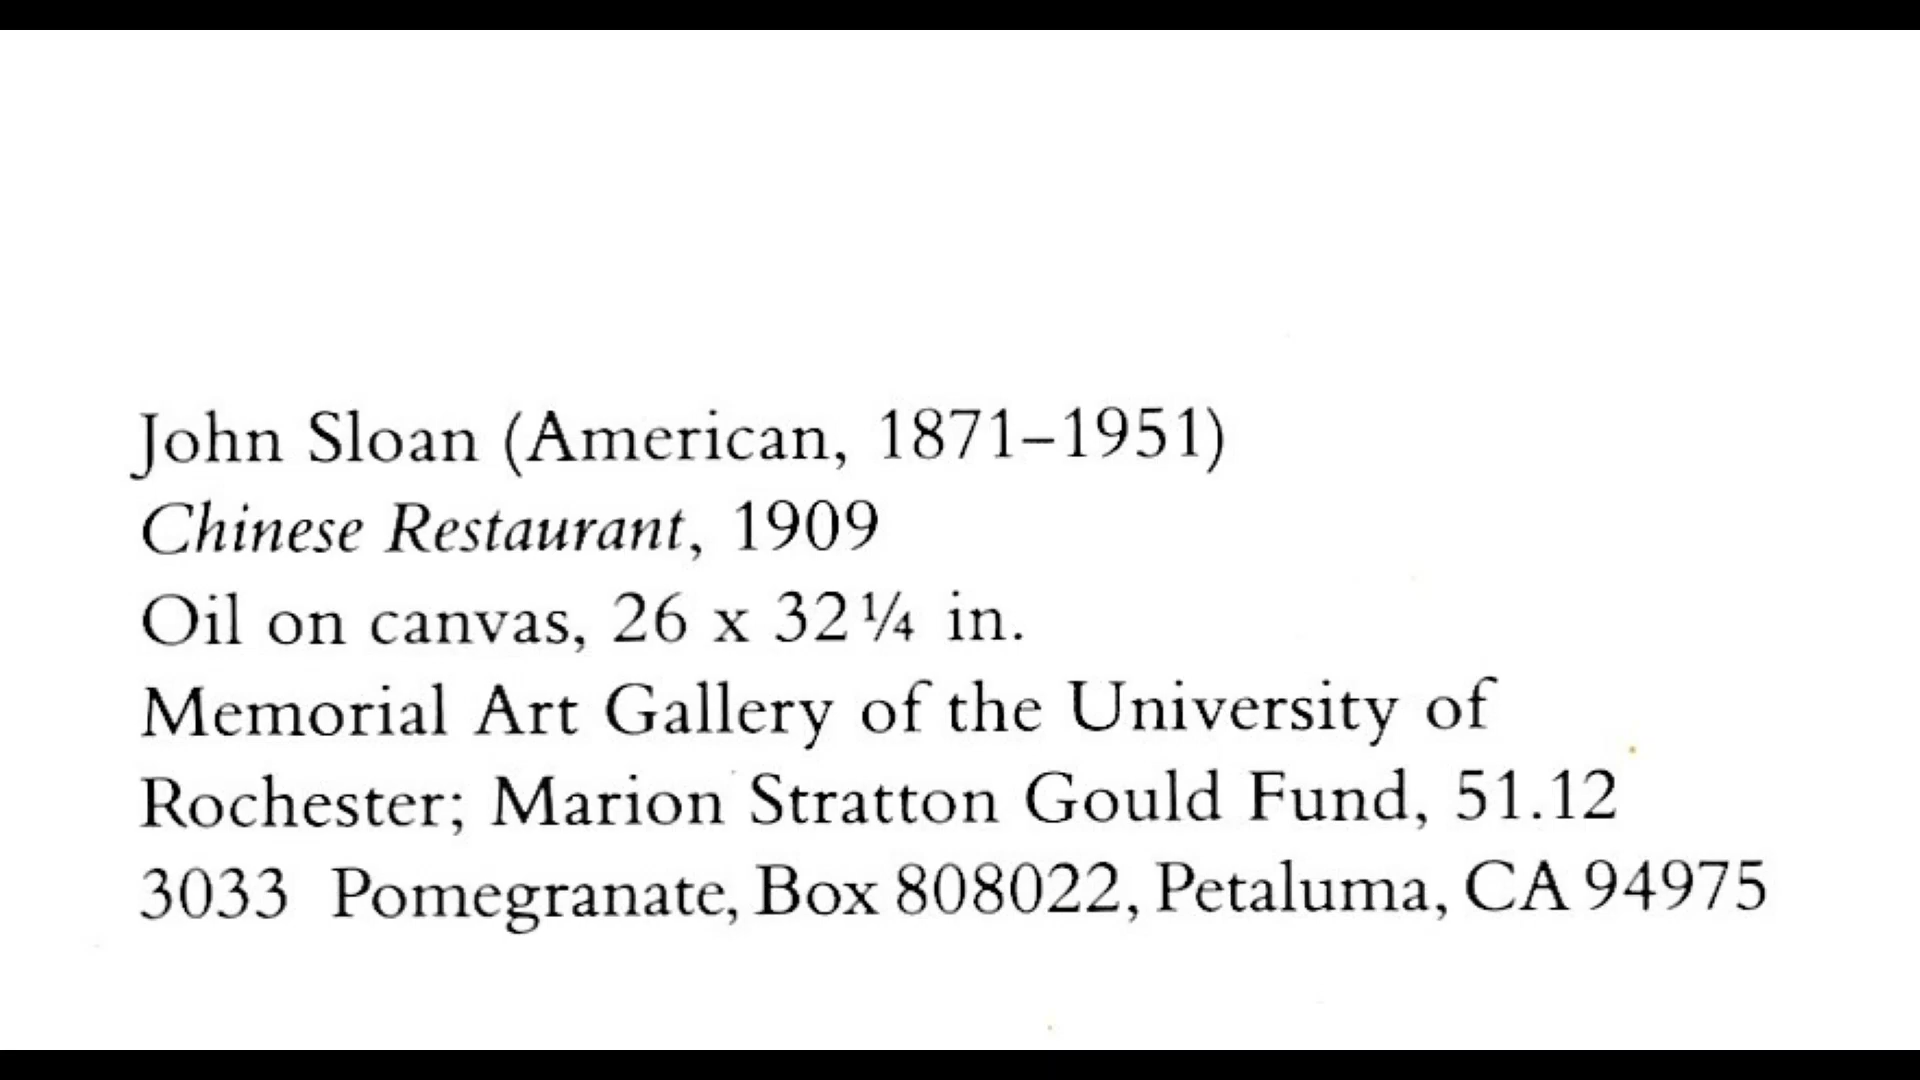 John Sloan (American, 1871–1951)
Chinese Restaurant, 1909
Oil on canvas, 26 x 32¼ in.
Memorial Art Gallery of the University of
Rochester; Marion Stratton Gould Fund, 51.12
3033 Pomegranate, Box 808022, Petaluma, CA 94975